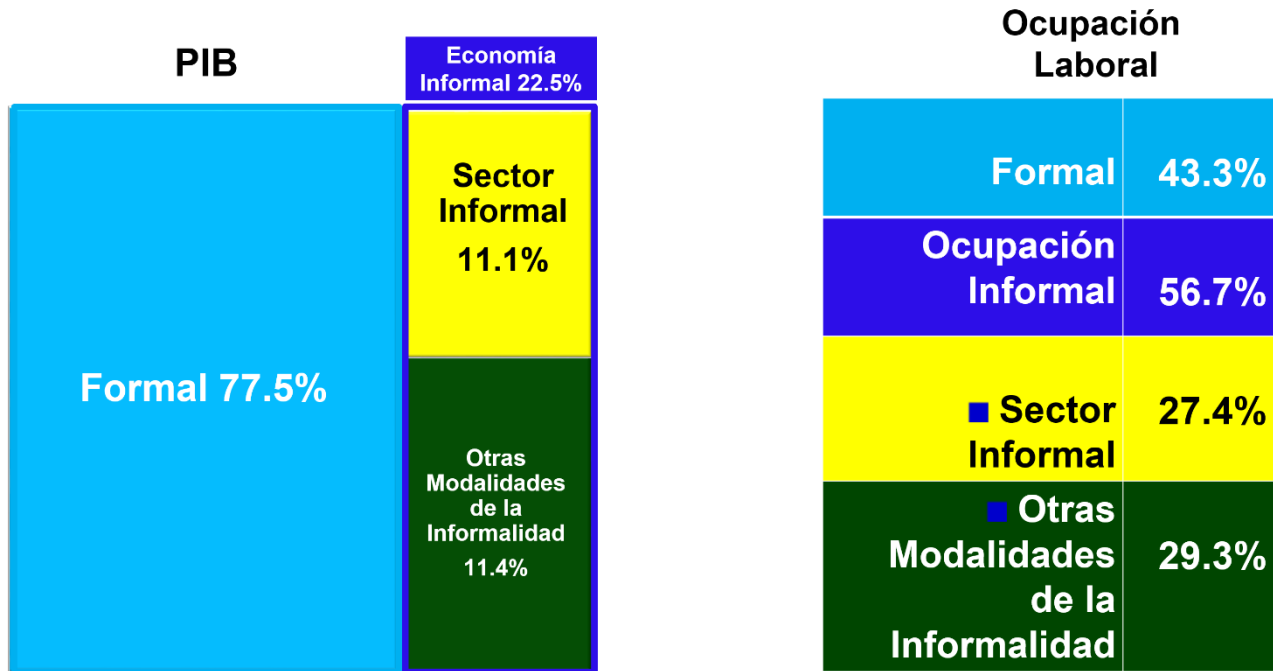 PIB
Economía
Informal 22.5%
Formal 77.5%
Sector
Informal
11.1%
Otras
Modalidades
de la
Informalidad
11.4%
Ocupación
Laboral
Formal 43.3%
Ocupación
Informal 56.7%
Sector 27.4%
Informal
Otras
Modalidades 29.3%
de la
Informalidad